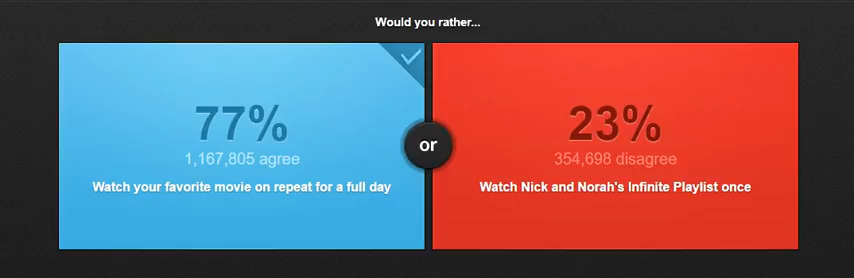 Would you rather...
77%
1,167,805 agree
Watch your favorite movie on repeat for a full day
or
23%
354,698 disagree
Watch Nick and Norah's Infinite Playlist once